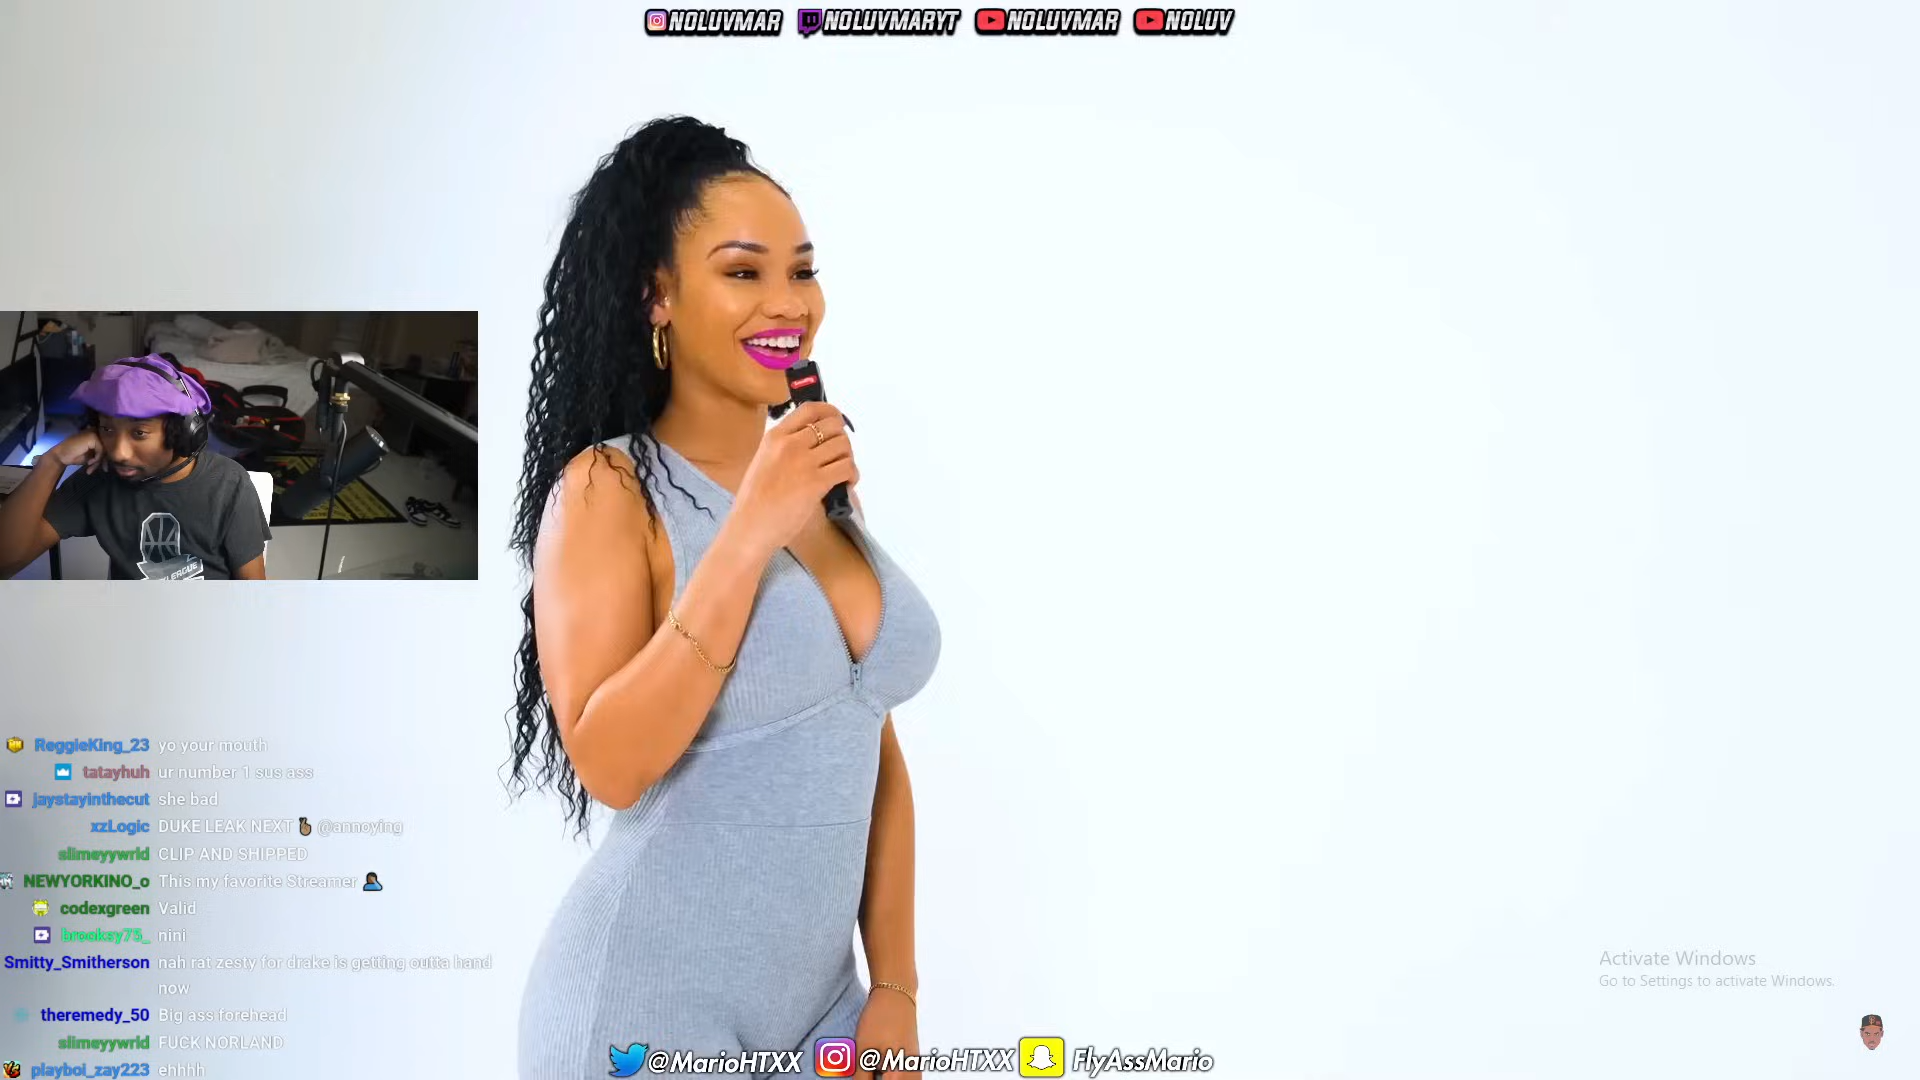 NOLUVMAR NOLUVMARYT NOLUVMAR NOLUV
ReggieKing_23 yo your mouth
tatayhuh ur number 1 sus ass
jaystayinthecut she bad
xzLogic DUKE LEAK NEXT @annoying
slimeyywrld CLIP AND SHIPPED
NEWYORKINO_o This my favorite Streamer
codexgreen Valid
brooksy75_ nini
Smitty_Smitherson nah rat zesty for drake is getting outta hand
now
theremedy_50 Big ass forehead
slimeyywrld FUCK NORLAND
playboi_zay223 ehhhh
Activate Windows
Go to Settings to activate Windows.
@MarioHTXX @MarioHTXX FlyAssMario